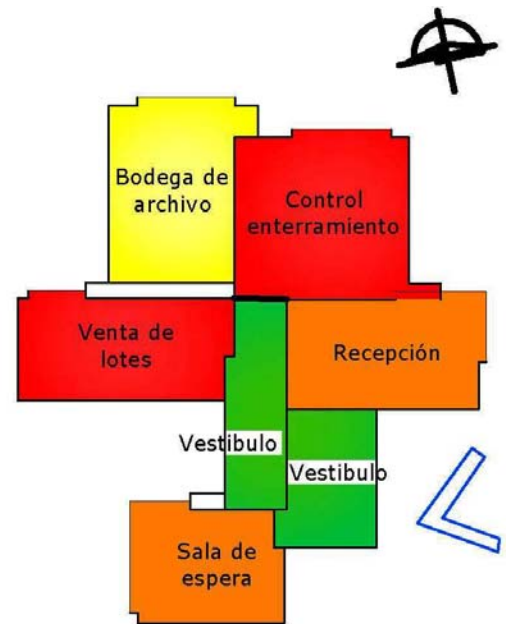 Bodega de
archivo
Control
enterramiento
Venta de
lotes
Recepción
Vestibulo
Vestibulo
Sala de
espera